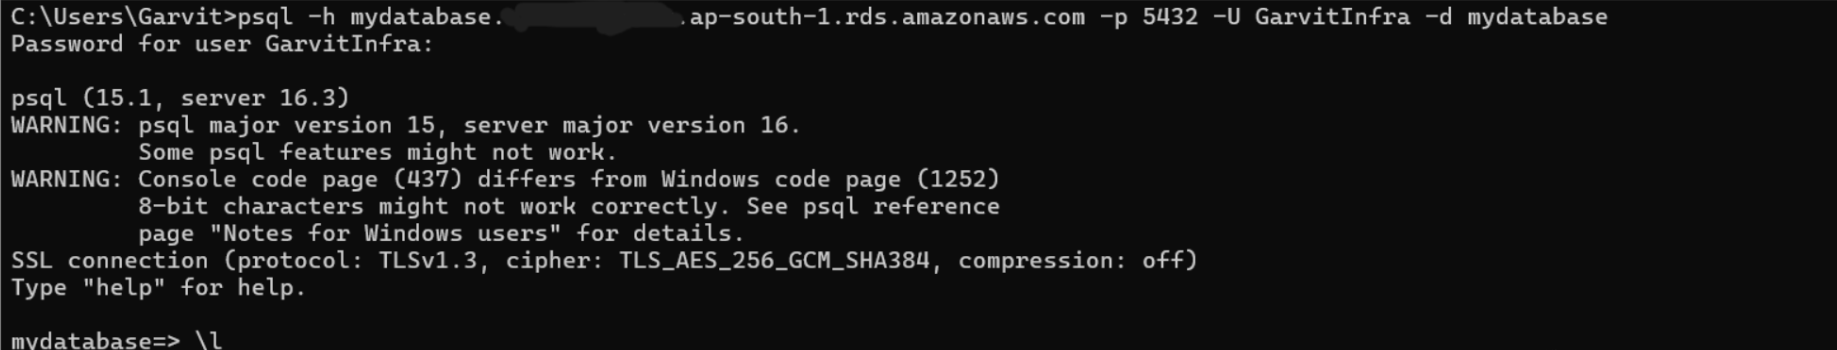 C:\Users\Garvit>psql -h mydatabase. .ap-south-1.rds.amazonaws.com -p 5432 -U GarvitInfra -d mydatabase
Password for user GarvitInfra:
psql (15.1, server 16.3)
WARNING: psql major version 15, server major version 16.
Some psql features might not work.
WARNING: Console code page (437) differs from Windows code page (1252)
8-bit characters might not work correctly. See psql reference
page "Notes for Windows users" for details.
SSL connection (protocol: TLSv1.3, cipher: TLS_AES_256_GCM_SHA384, compression: off)
Type "help" for help.
mydatabase=> \l